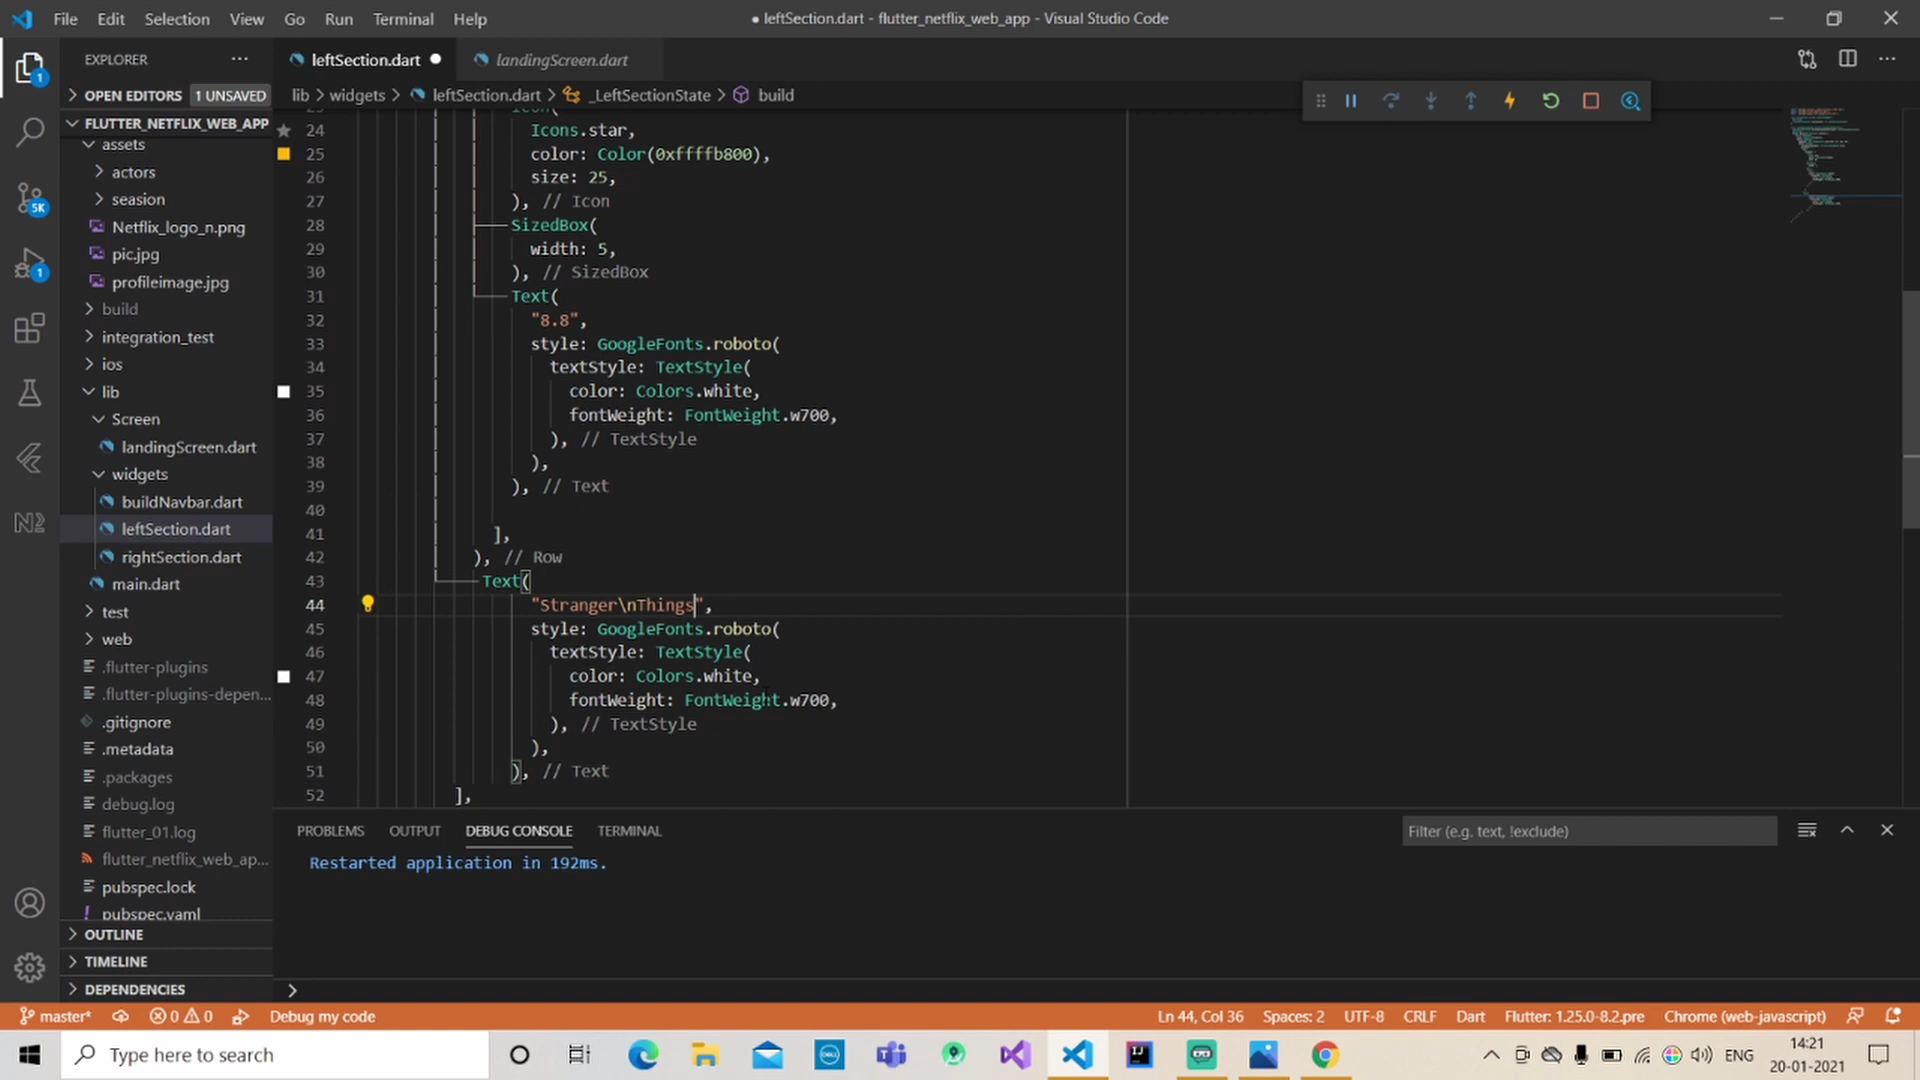 File Edit Selection View Go Run Terminal Help
● leftSection.dart - flutter_netflix_web_app - Visual Studio Code
EXPLORER
leftSection.dart
landingScreen.dart
OPEN EDITORS 1 UNSAVED
lib > widgets > leftSection.dart > _LeftSectionState > build
FLUTTER_NETFLIX_WEB_APP
assets
actors
seasion
Netflix_logo_n.png
pic.jpg
profileimage.jpg
build
integration_test
ios
lib
Screen
landingScreen.dart
widgets
buildNavbar.dart
leftSection.dart
rightSection.dart
main.dart
test
web
.flutter-plugins
.flutter-plugins-depen...
.gitignore
.metadata
.packages
debug.log
flutter_01.log
flutter_netflix_web_ap...
pubspec.lock
pubspec.yaml
OUTLINE
TIMELINE
DEPENDENCIES
24 Icons.star,
25 color: Color(0xffffb800),
26 size: 25,
27 ), // Icon
28 SizedBox(
29 width: 5,
30 ), // SizedBox
31 Text(
32 "8.8",
33 style: GoogleFonts.roboto(
34 textStyle: TextStyle(
35 color: Colors.white,
36 fontWeight: FontWeight.w700,
37 ), // TextStyle
38 ),
39 ), // Text
40
41 ],
42 ), // Row
43 Text(
44 "Stranger\nThings",
45 style: GoogleFonts.roboto(
46 textStyle: TextStyle(
47 color: Colors.white,
48 fontWeight: FontWeight.w700,
49 ), // TextStyle
50 ),
51 ), // Text
52 ],
PROBLEMS OUTPUT DEBUG CONSOLE TERMINAL
Filter (e.g. text, !exclude)
Restarted application in 192ms.
master* 0 0 Debug my code
Ln 44, Col 36 Spaces: 2 UTF-8 CRLF Dart Flutter: 1.25.0-8.2.pre Chrome (web-javascript)
1
5K
1
Type here to search
DELL
ENG
14:21
20-01-2021